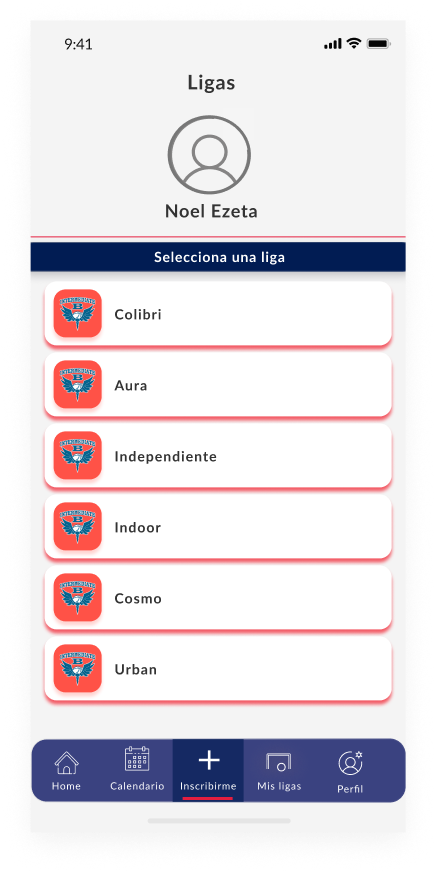 9:41
Ligas
Noel Ezeta
Selecciona una liga
B
Colibri
B
Aura
B
Independiente
B
Indoor
B
Cosmo
B
Urban
Home
Calendario
Inscribirme
Mis ligas
Perfil